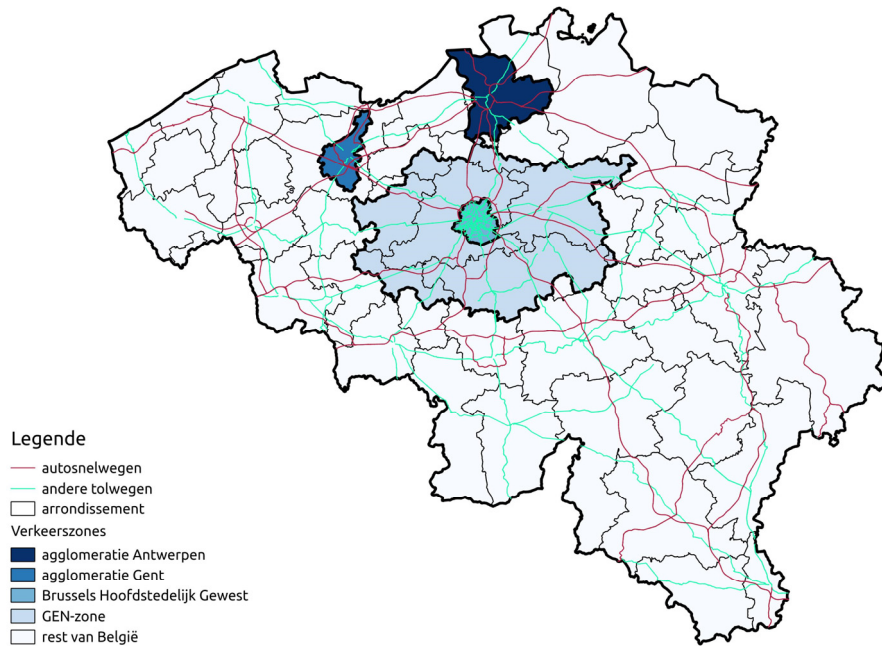 Legende
autosnelwegen
andere tolwegen
arrondissement
Verkeerszones
agglomeratie Antwerpen
agglomeratie Gent
Brussels Hoofdstedelijk Gewest
GEN-zone
rest van België